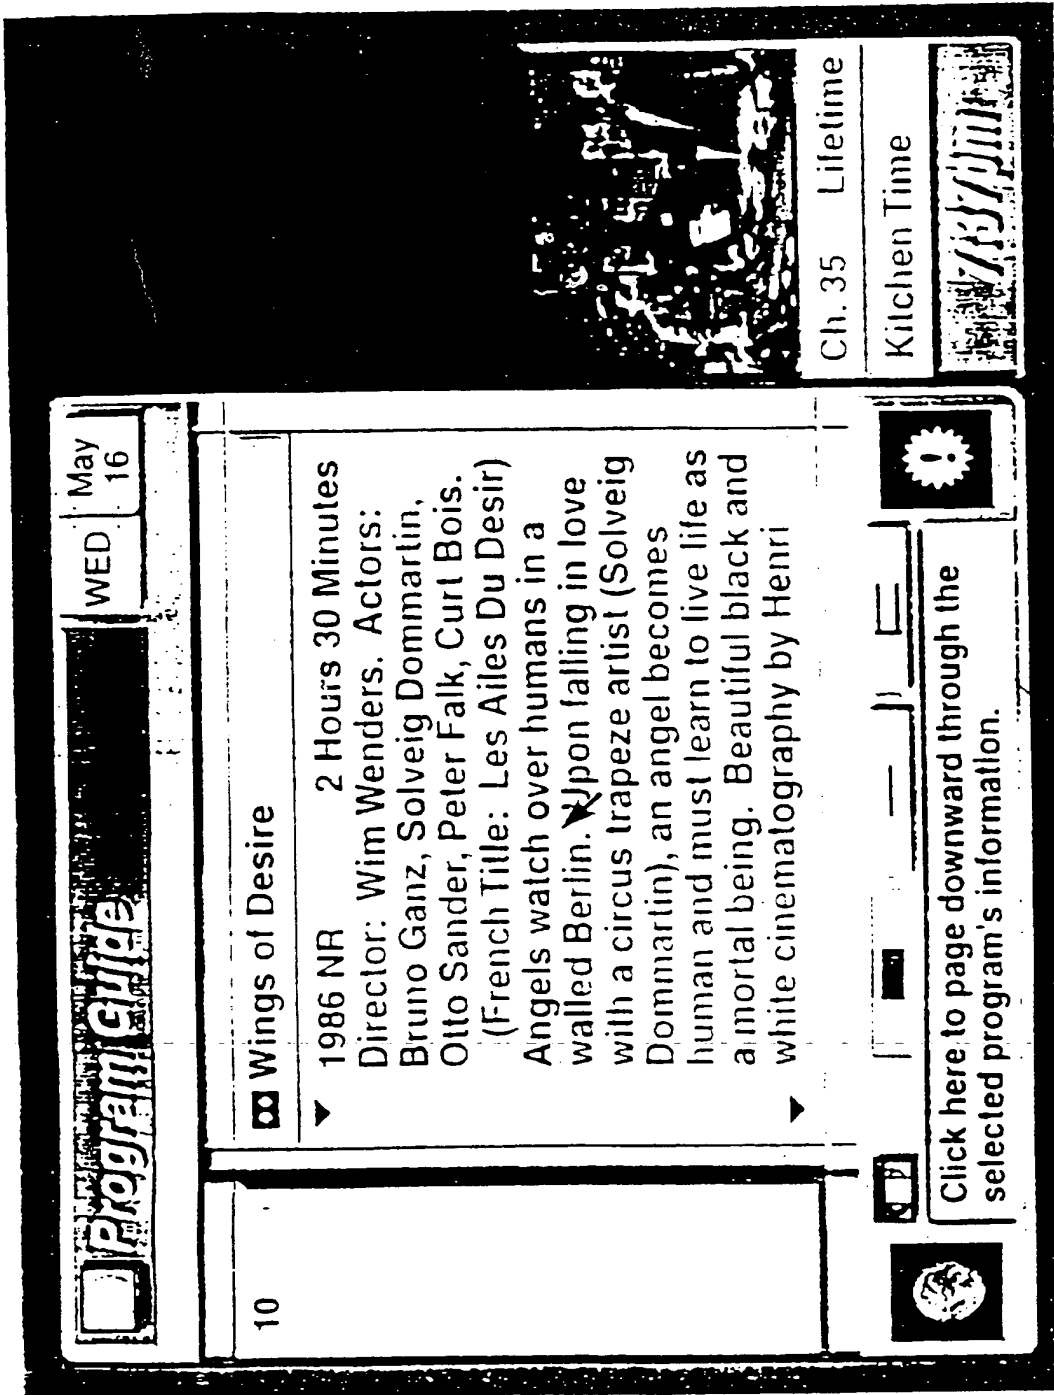 Program Guide
WED
May
16
10
Wings of Desire
1986 NR 2 Hours 30 Minutes
Director: Wim Wenders. Actors:
Bruno Ganz, Solveig Dommartin,
Otto Sander, Peter Falk, Curt Bois.
(French Title: Les Ailes Du Desir)
Angels watch over humans in a
walled Berlin. Upon falling in love
with a circus trapeze artist (Solveig
Dommartin), an angel becomes
human and must learn to live life as
a mortal being. Beautiful black and
white cinematography by Henri
Click here to page downward through the
selected program's information.
Ch. 35 Lifetime
Kitchen Time